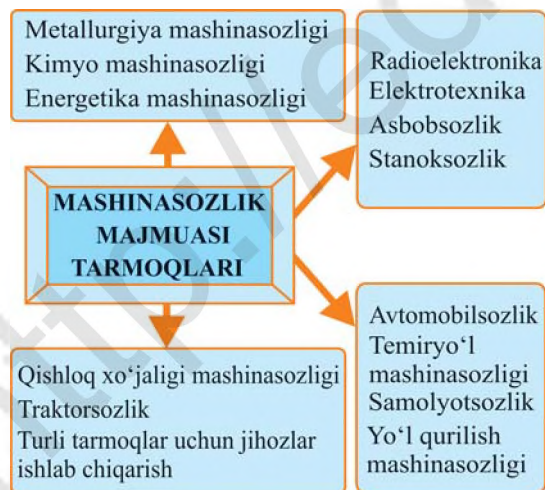 Metallurgiya mashinasozligi
Kimyo mashinasozligi
Energetika mashinasozligi
Radioelektronika
Elektrotexnika
Asbobsozlik
Stanoksozlik
MASHINASOZLIK
MAJMUASI
TARMOQLARI
Qishloq xo‘jaligi mashinasozligi
Traktorsozlik
Turli tarmoqlar uchun jihozlar
ishlab chiqarish
Avtomobilsozlik
Temiryo‘l
mashinasozligi
Samolyotsozlik
Yo‘l qurilish
mashinasozligi